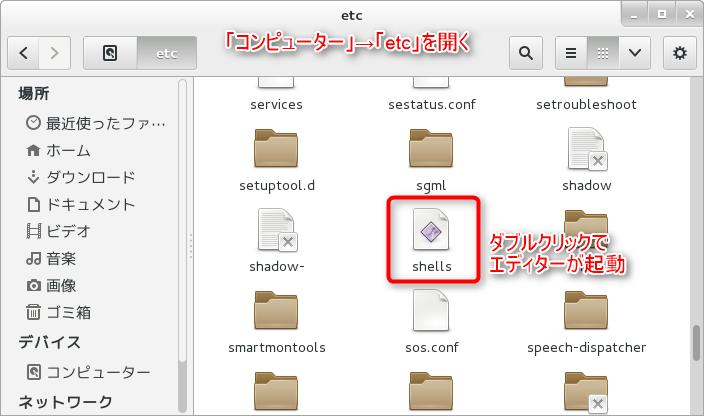 etc
etc
「コンピューター」→「etc」を開く
場所
最近使ったファ…
ホーム
ダウンロード
ドキュメント
ビデオ
音楽
画像
ゴミ箱
デバイス
コンピューター
ネットワーク
services
sestatus.conf
setroubleshoot
setuptool.d
sgml
shadow
shadow-
shells
ダブルクリックで
エディターが起動
smartmontools
sos.conf
speech-dispatcher